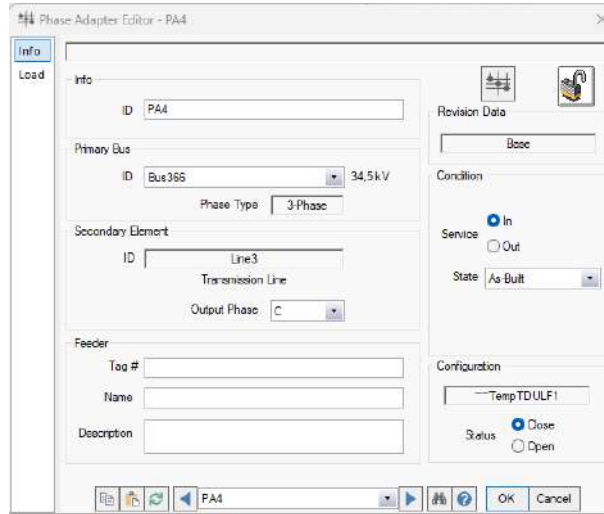 Phase Adapter Editor - PA4
Info
Load
Info
ID PA4
Primary Bus
ID Bus366 34,5 kV
Phase Type 3-Phase
Secondary Element
ID Line3
Transmission Line
Output Phase C
Feeder
Tag #
Name
Description
Revision Data
Base
Condition
Service In
Out
State As-Built
Configuration
TempTDULF1
Status Close
Open
PA4
OK Cancel